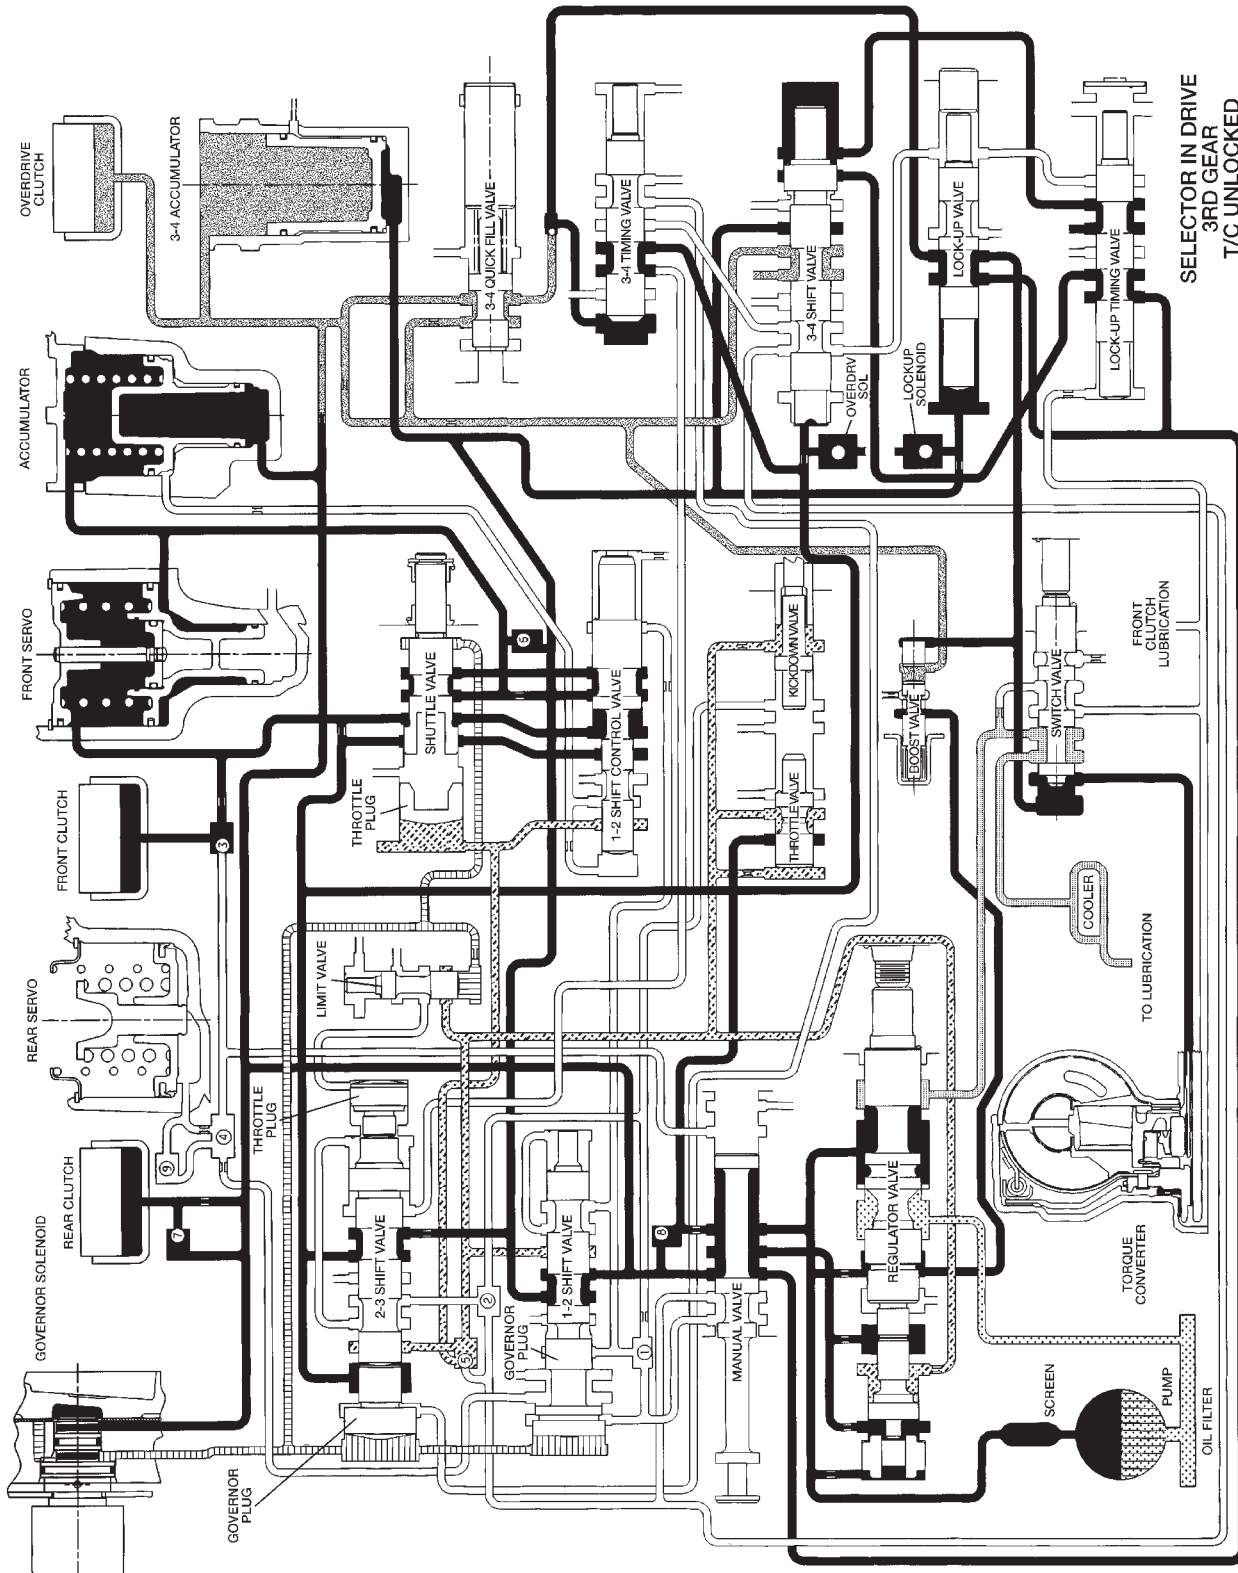 OVERDRIVE
CLUTCH
3-4 ACCUMULATOR
3-4 QUICKFILL VALVE
3-4 TIMING VALVE
3-4 SHIFT VALVE
OVERDRV
SOL
LOCKUP
SOLENOID
LOCK-UP VALVE
LOCK-UP TIMING VALVE
SELECTOR IN DRIVE
3RD GEAR
T/C UNLOCKED
ACCUMULATOR
FRONT SERVO
SHUTTLE VALVE
5
1-2 SHIFT CONTROL VALVE
KICKDOWN VALVE
BOOST VALVE
SWITCH VALVE
FRONT
CLUTCH
LUBRICATION
FRONT CLUTCH
3
THROTTLE
PLUG
THROTTLE VALVE
COOLER
TO LUBRICATION
REAR SERVO
LIMIT VALVE
THROTTLE
PLUG
4
9
REAR CLUTCH
7
GOVERNOR SOLENOID
2-3 SHIFT VALVE
2
1-2 SHIFT VALVE
8
GOVERNOR
PLUG
5
1
MANUAL VALVE
REGULATOR VALVE
TORQUE
CONVERTER
GOVERNOR
PLUG
SCREEN
PUMP
OIL FILTER